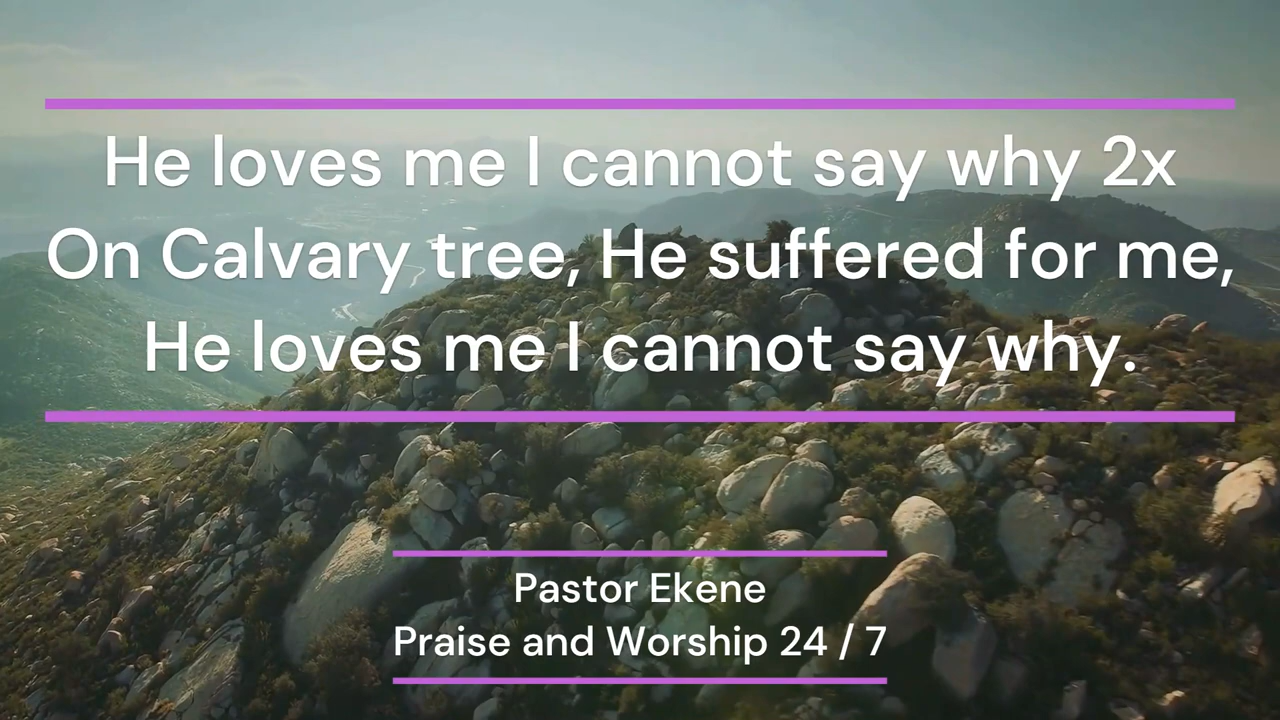 He loves me I cannot say why 2x
On Calvary tree, He suffered for me,
He loves me I cannot say why.
Pastor Ekene
Praise and Worship 24 / 7